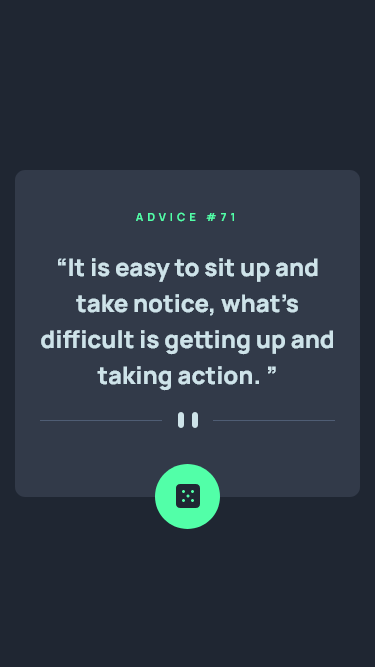 ADVICE #71
“It is easy to sit up and
take notice, what’s
difficult is getting up and
taking action. ”